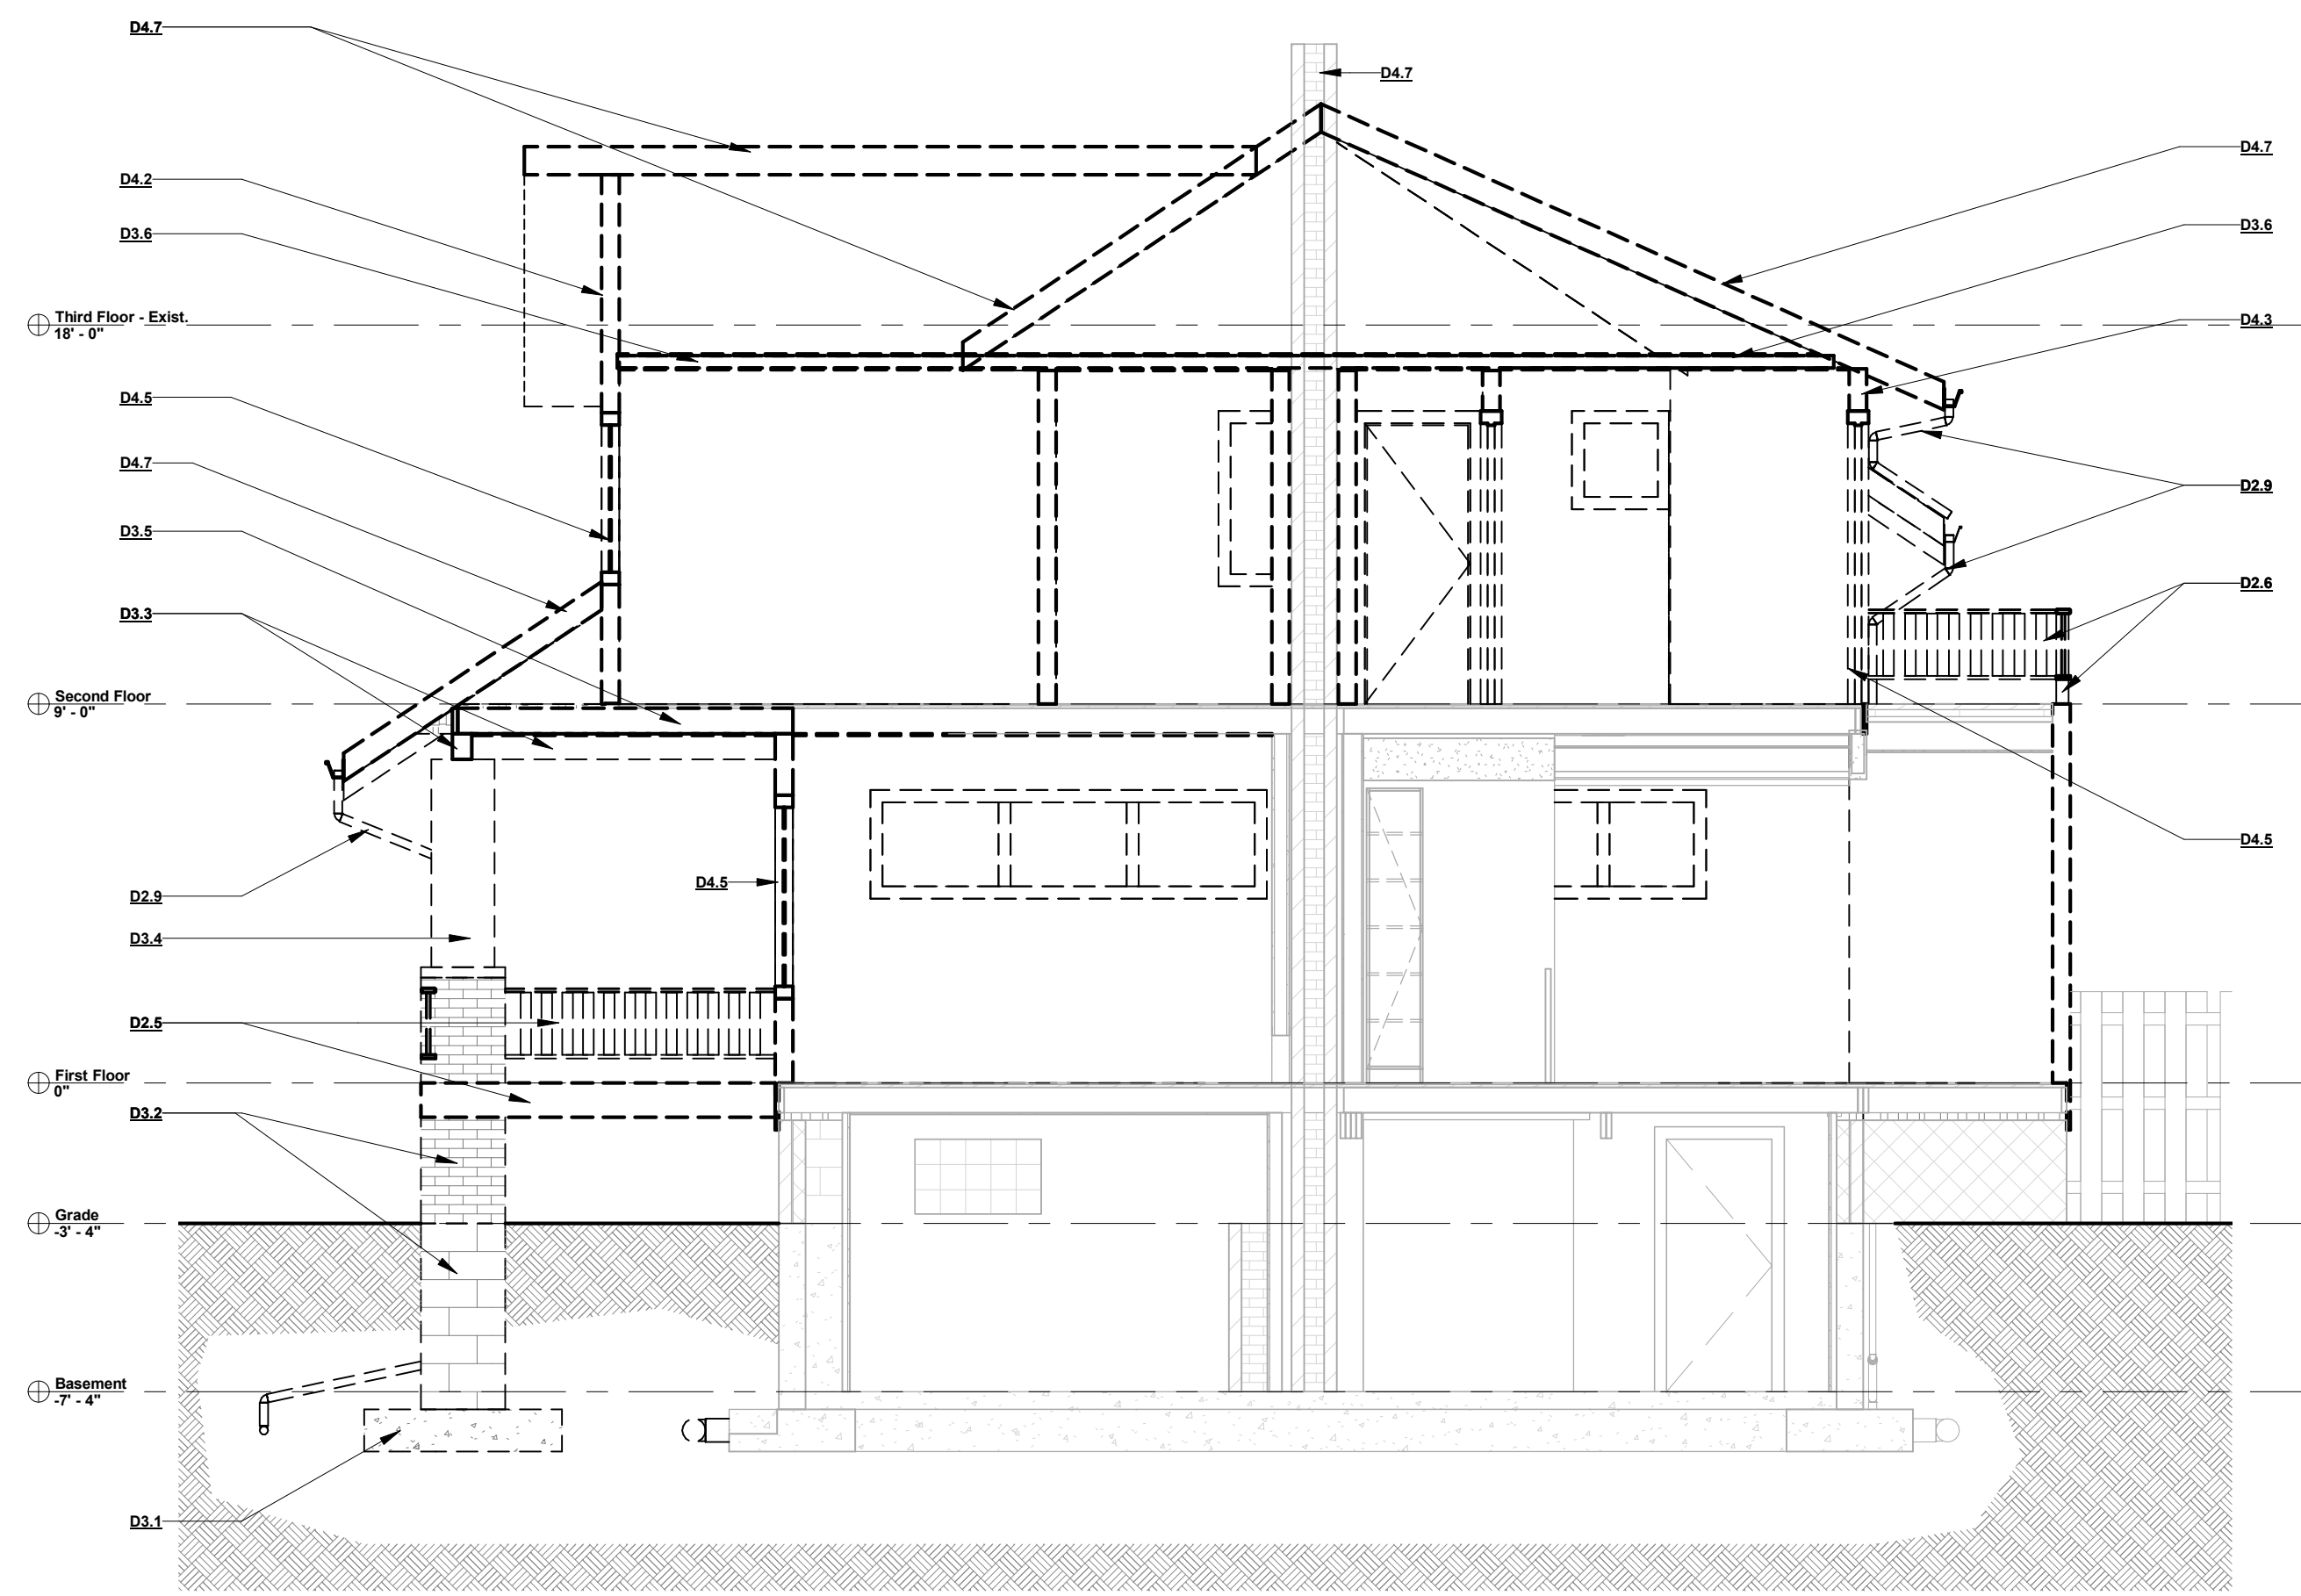 D4.7
D4.7
D4.7
D4.2
D3.6
D3.6
Third Floor - Exist.
18' - 0"
D4.3
D4.5
D4.7
D2.9
D3.5
D2.6
D3.3
Second Floor
9' - 0"
D4.5
D4.5
D2.9
D3.4
D2.5
First Floor
0"
D3.2
Grade
-3' - 4"
Basement
-7' - 4"
D3.1